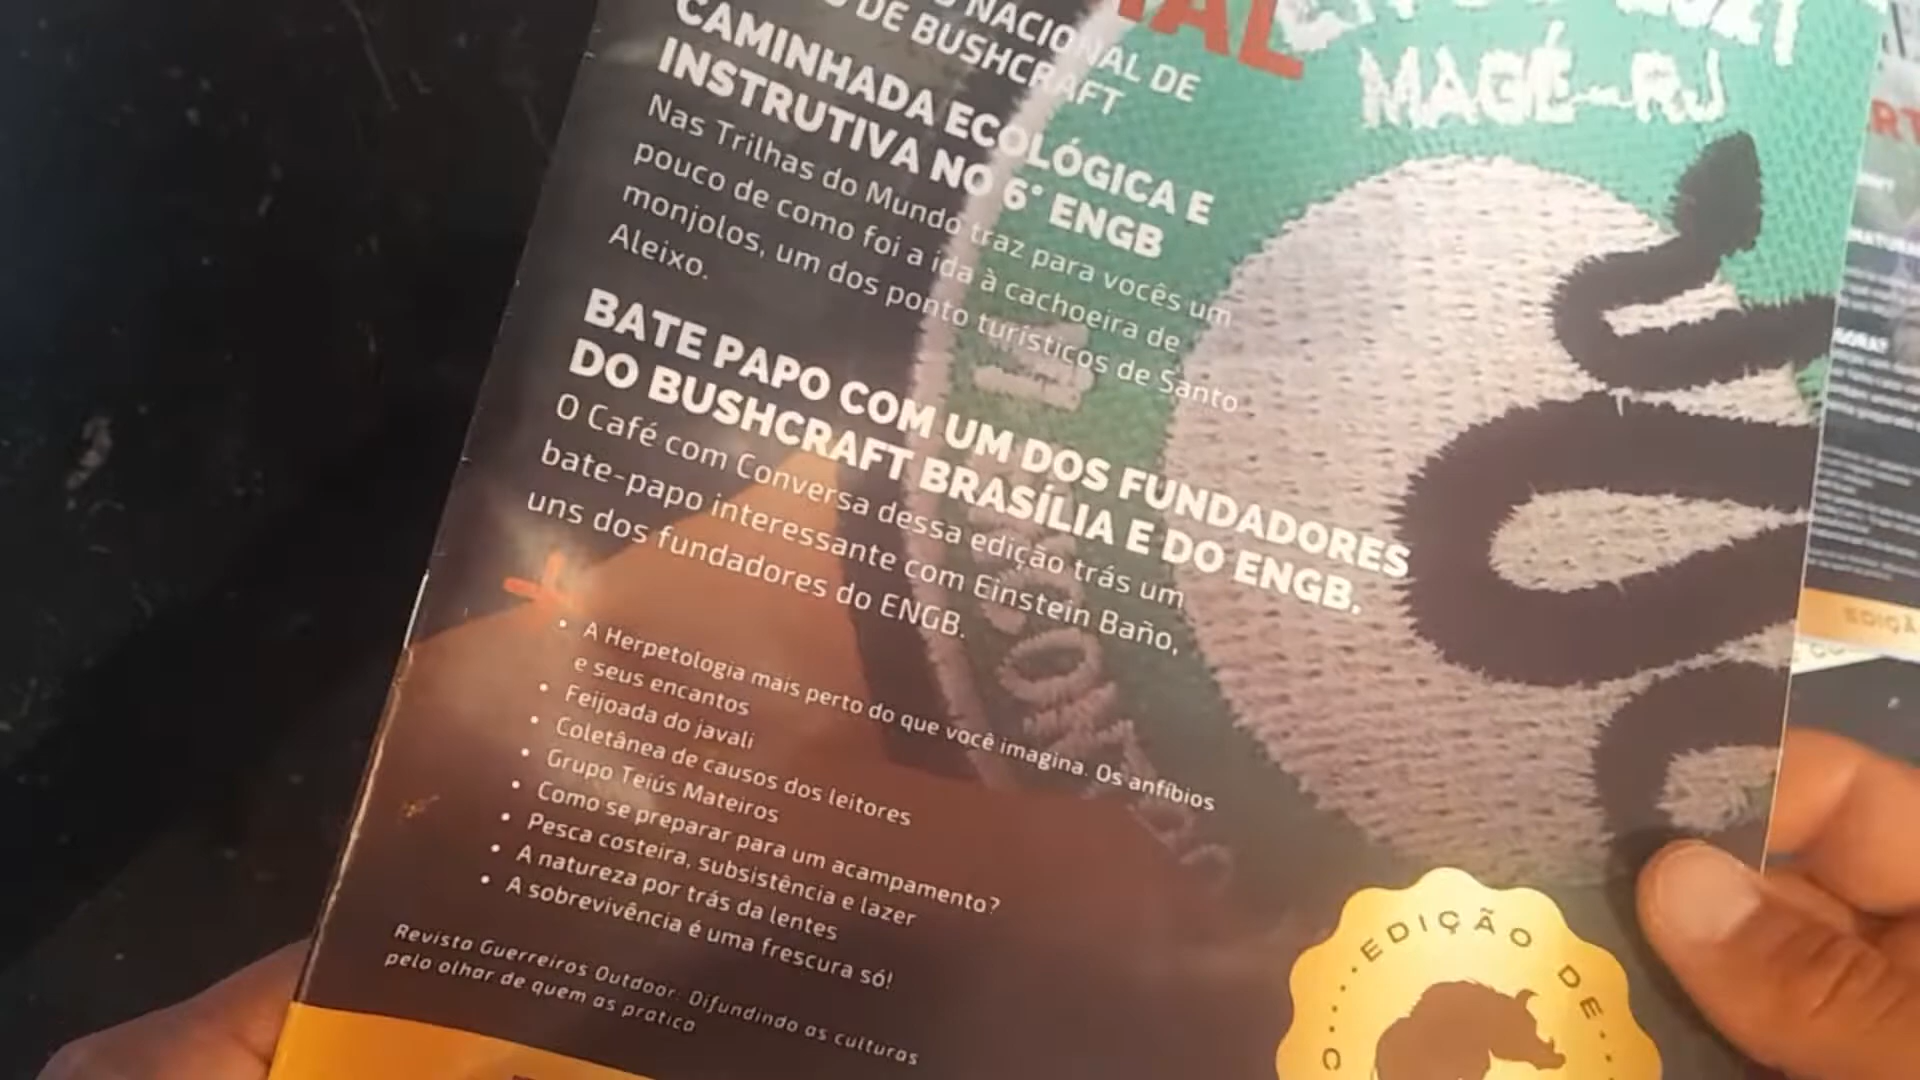 NACIONAL DE
DE BUSHCRAFT
CAMINHADA ECOLÓGICA E
INSTRUTIVA NO 6° ENGB
Nas Trilhas do Mundo traz para vocês um
pouco de como foi a ida à cachoeira de
monjolos, um dos ponto turísticos de Santo
Aleixo.
BATE PAPO COM UM DOS FUNDADORES
DO BUSHCRAFT BRASÍLIA E DO ENGB.
O Café com Conversa dessa edição trás um
bate-papo interessante com Einstein Baño,
uns dos fundadores do ENGB.
• A Herpetologia mais perto do que você imagina. Os anfíbios
e seus encantos
• Feijoada do javali
• Coletânea de causos dos leitores
• Grupo Teiús Mateiros
• Como se preparar para um acampamento?
• Pesca costeira, subsistência e lazer
• A natureza por trás da lentes
• A sobrevivência é uma frescura só!
Revista Guerreiros Outdoor. Difundindo as culturas
pelo olhar de quem as pratica
MAGÉ-RJ
EDIÇÃO DE